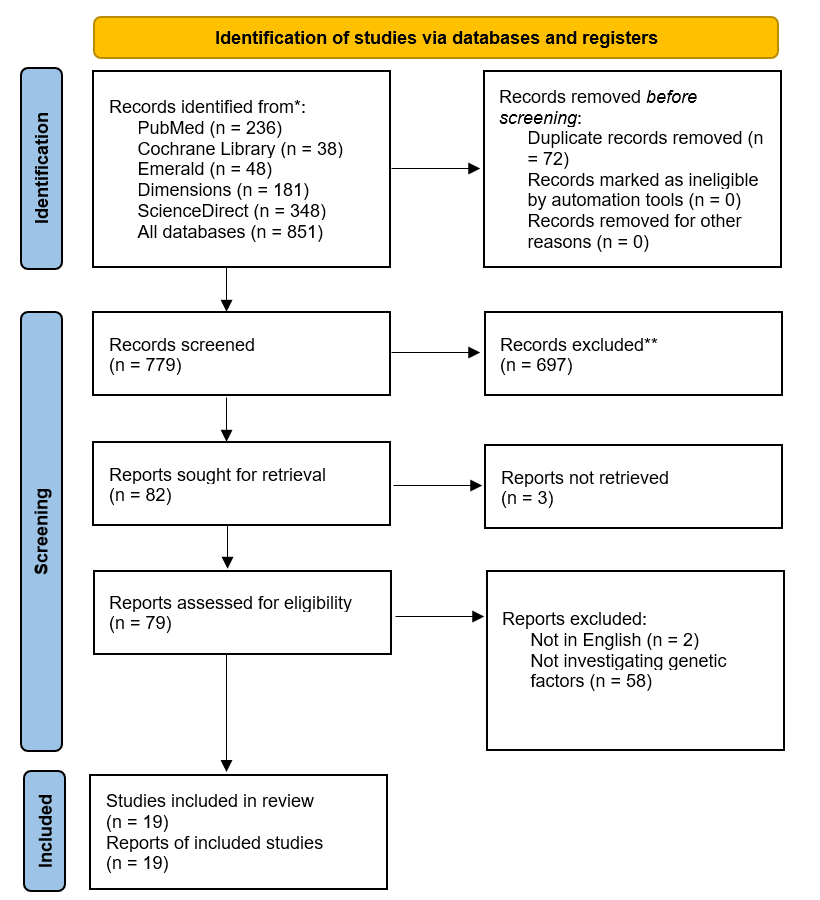 Identification of studies via databases and registers
Identification
Records identified from*:
PubMed (n = 236)
Cochrane Library (n = 38)
Emerald (n = 48)
Dimensions (n = 181)
ScienceDirect (n = 348)
All databases (n = 851)
Records removed before
screening:
Duplicate records removed (n
= 72)
Records marked as ineligible
by automation tools (n = 0)
Records removed for other
reasons (n = 0)
Screening
Records screened
(n = 779)
Records excluded**
(n = 697)
Reports sought for retrieval
(n = 82)
Reports not retrieved
(n = 3)
Reports assessed for eligibility
(n = 79)
Reports excluded:
Not in English (n = 2)
Not investigating genetic
factors (n = 58)
Included
Studies included in review
(n = 19)
Reports of included studies
(n = 19)